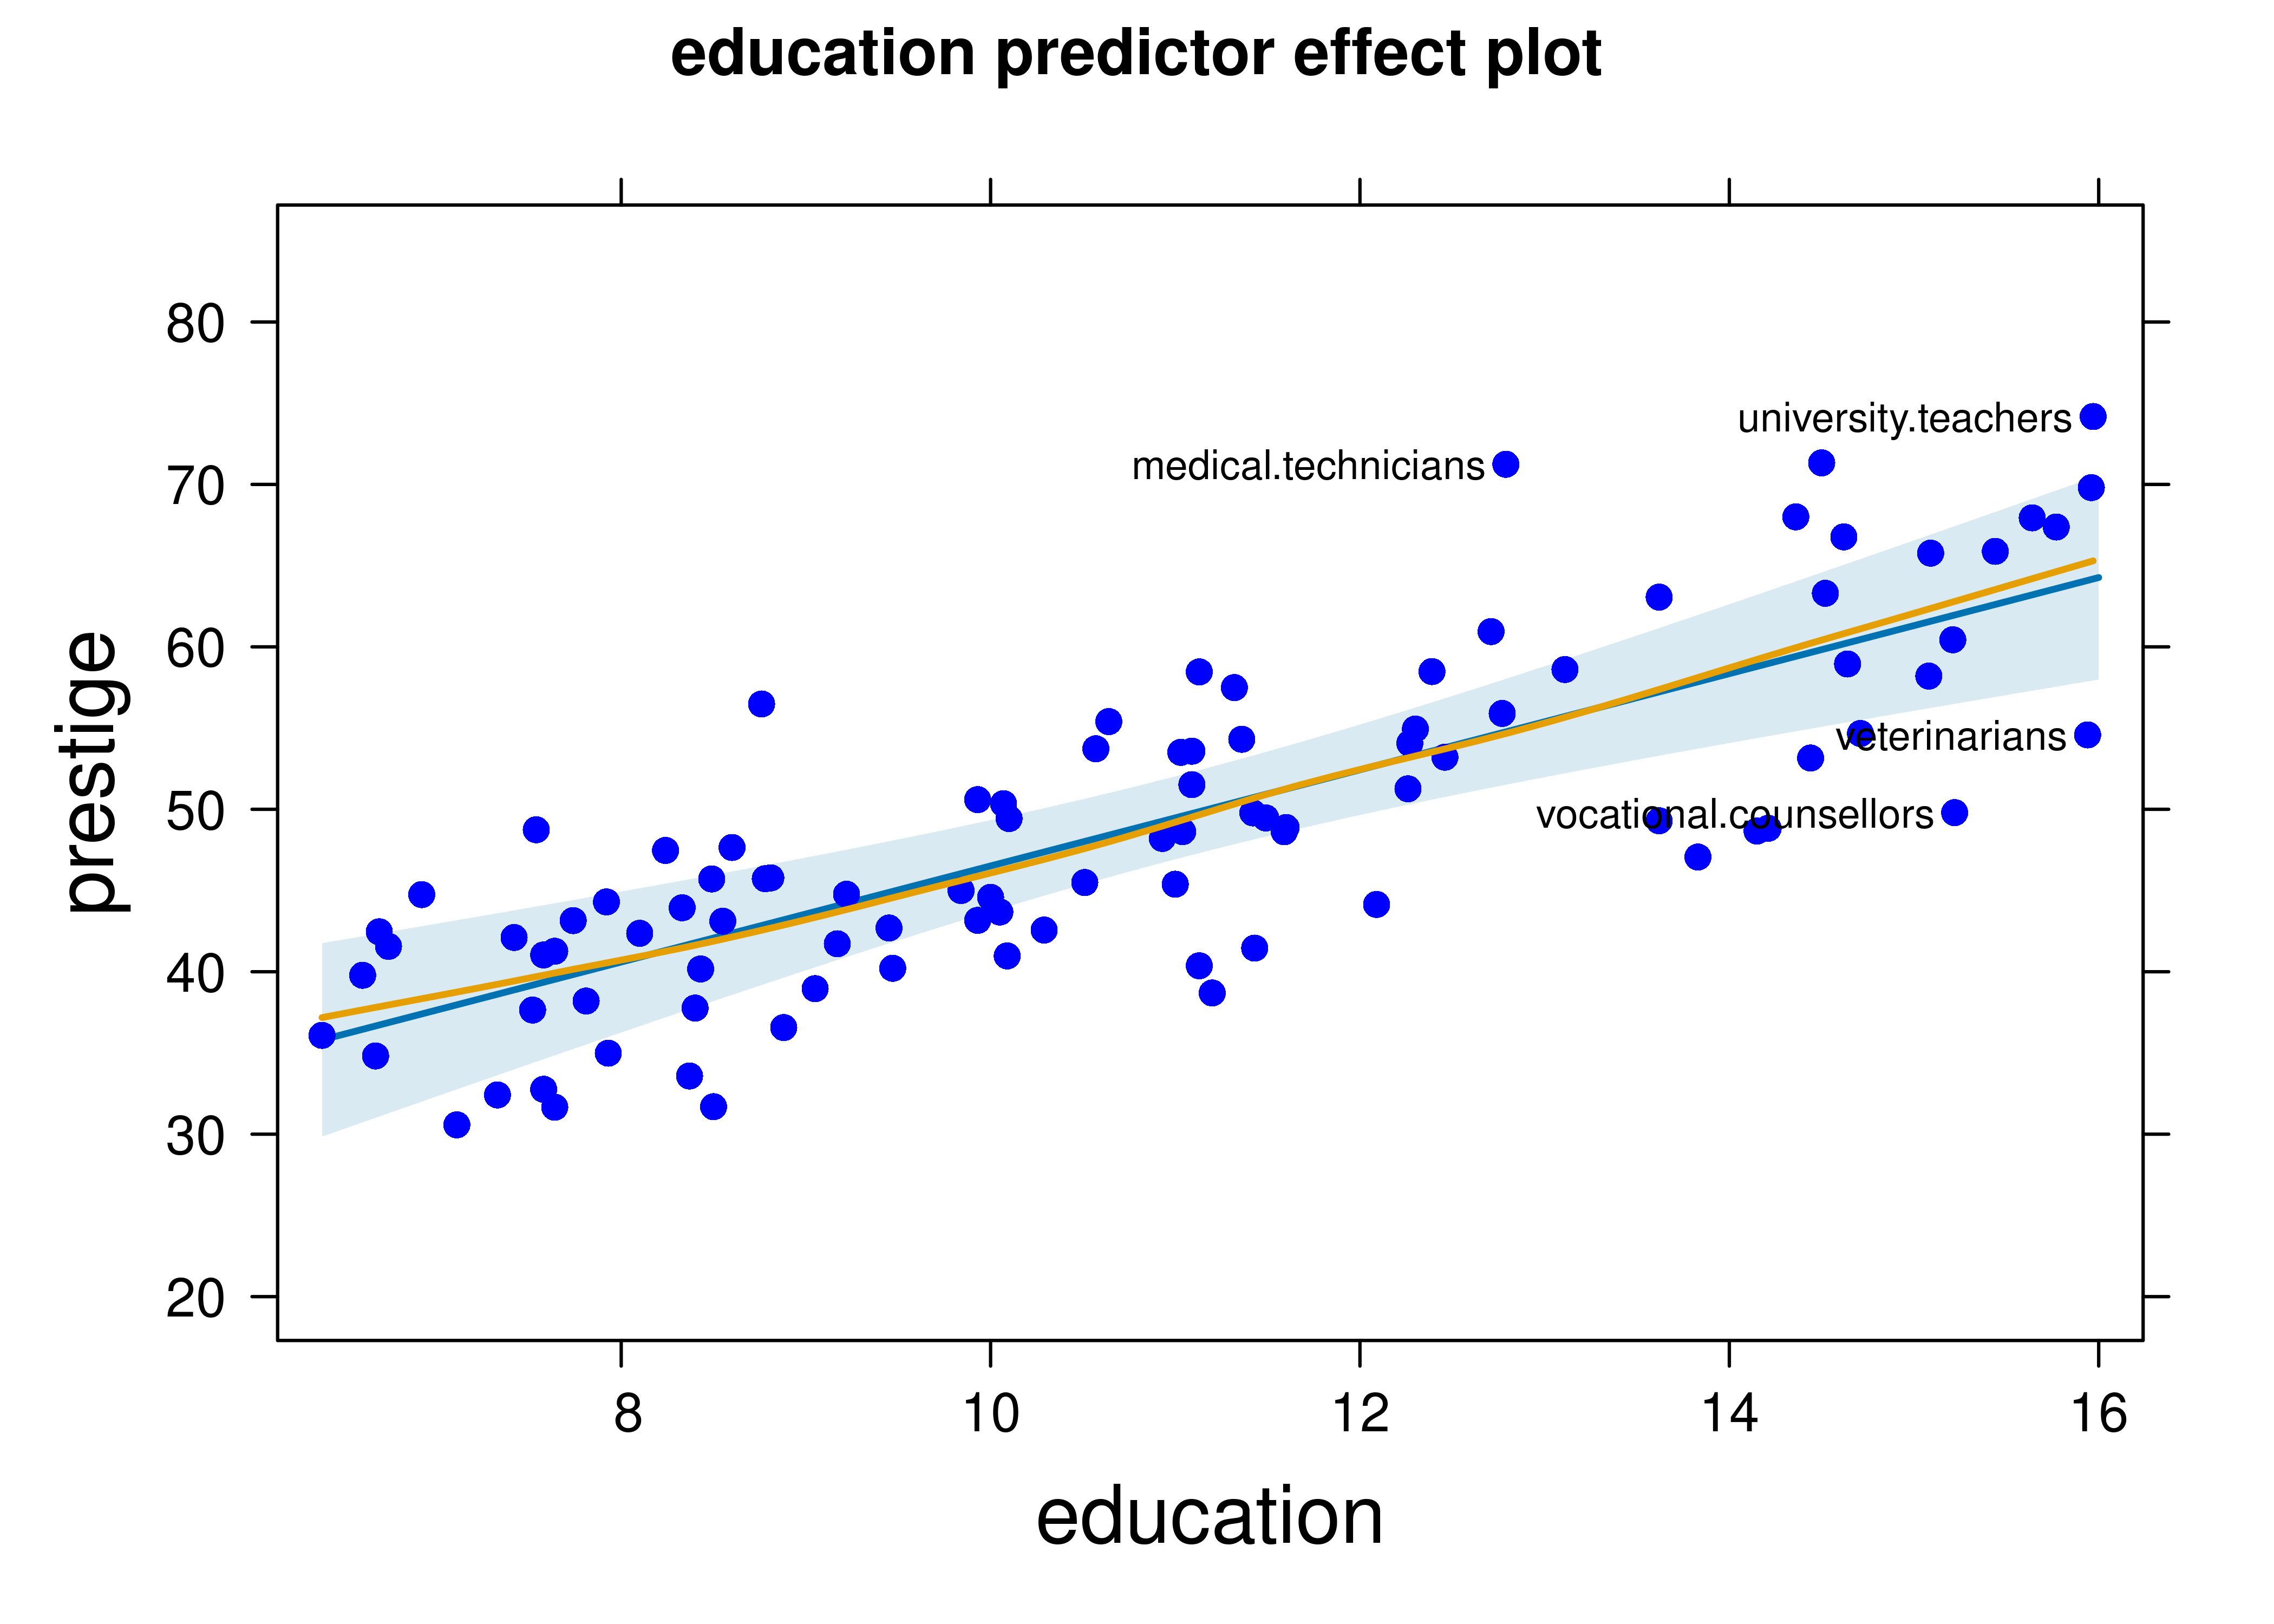 education predictor effect plot
80
70
60
50
40
30
20
prestige
university.teachers
medical.technicians
veterinarians
vocational.counsellors
8 10 12 14 16
education